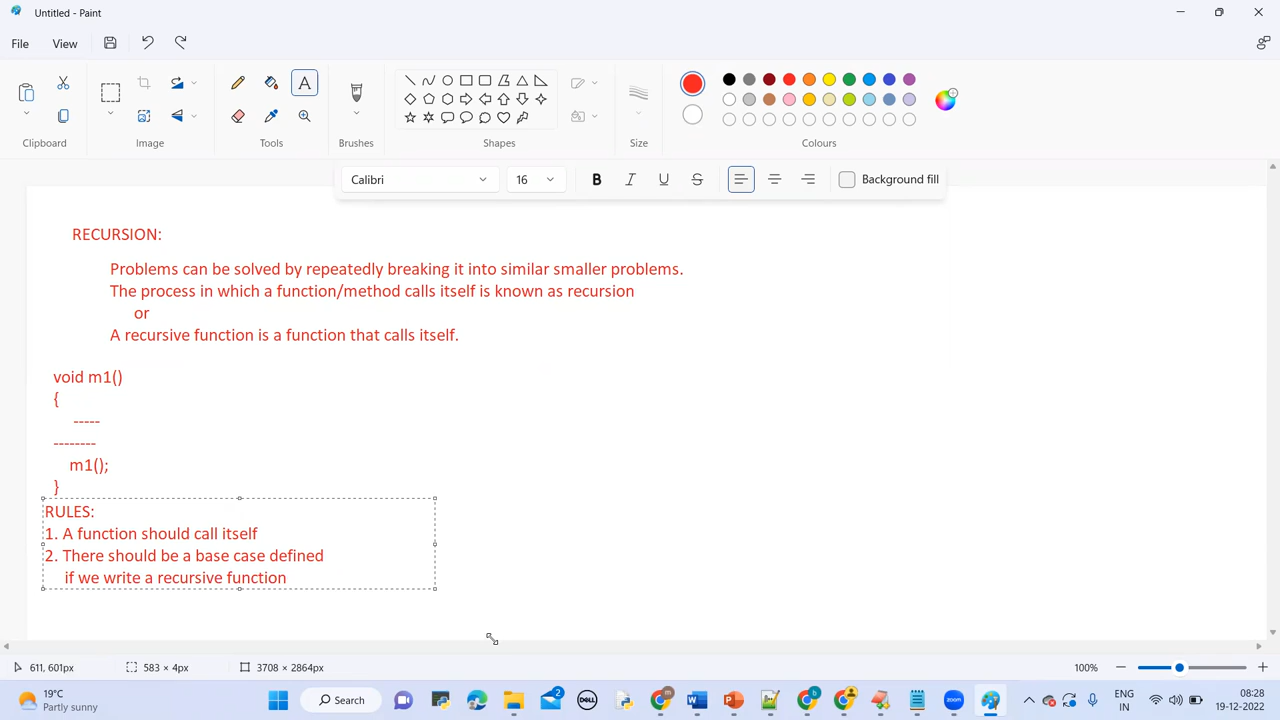 Untitled - Paint
File View
Clipboard
Image
Tools
Brushes
Shapes
Size
Colours
Calibri
16
B I U S
Background fill
RECURSION:
Problems can be solved by repeatedly breaking it into similar smaller problems.
The process in which a function/method calls itself is known as recursion
or
A recursive function is a function that calls itself.
void m1()
{
-----
--------
m1();
}
RULES:
1. A function should call itself
2. There should be a base case defined
if we write a recursive function
611, 601px
583 × 4px
3708 × 2864px
100%
19°C
Partly sunny
Search
2
DELL
m
b
zoom
ENG
IN
08:28
19-12-2022